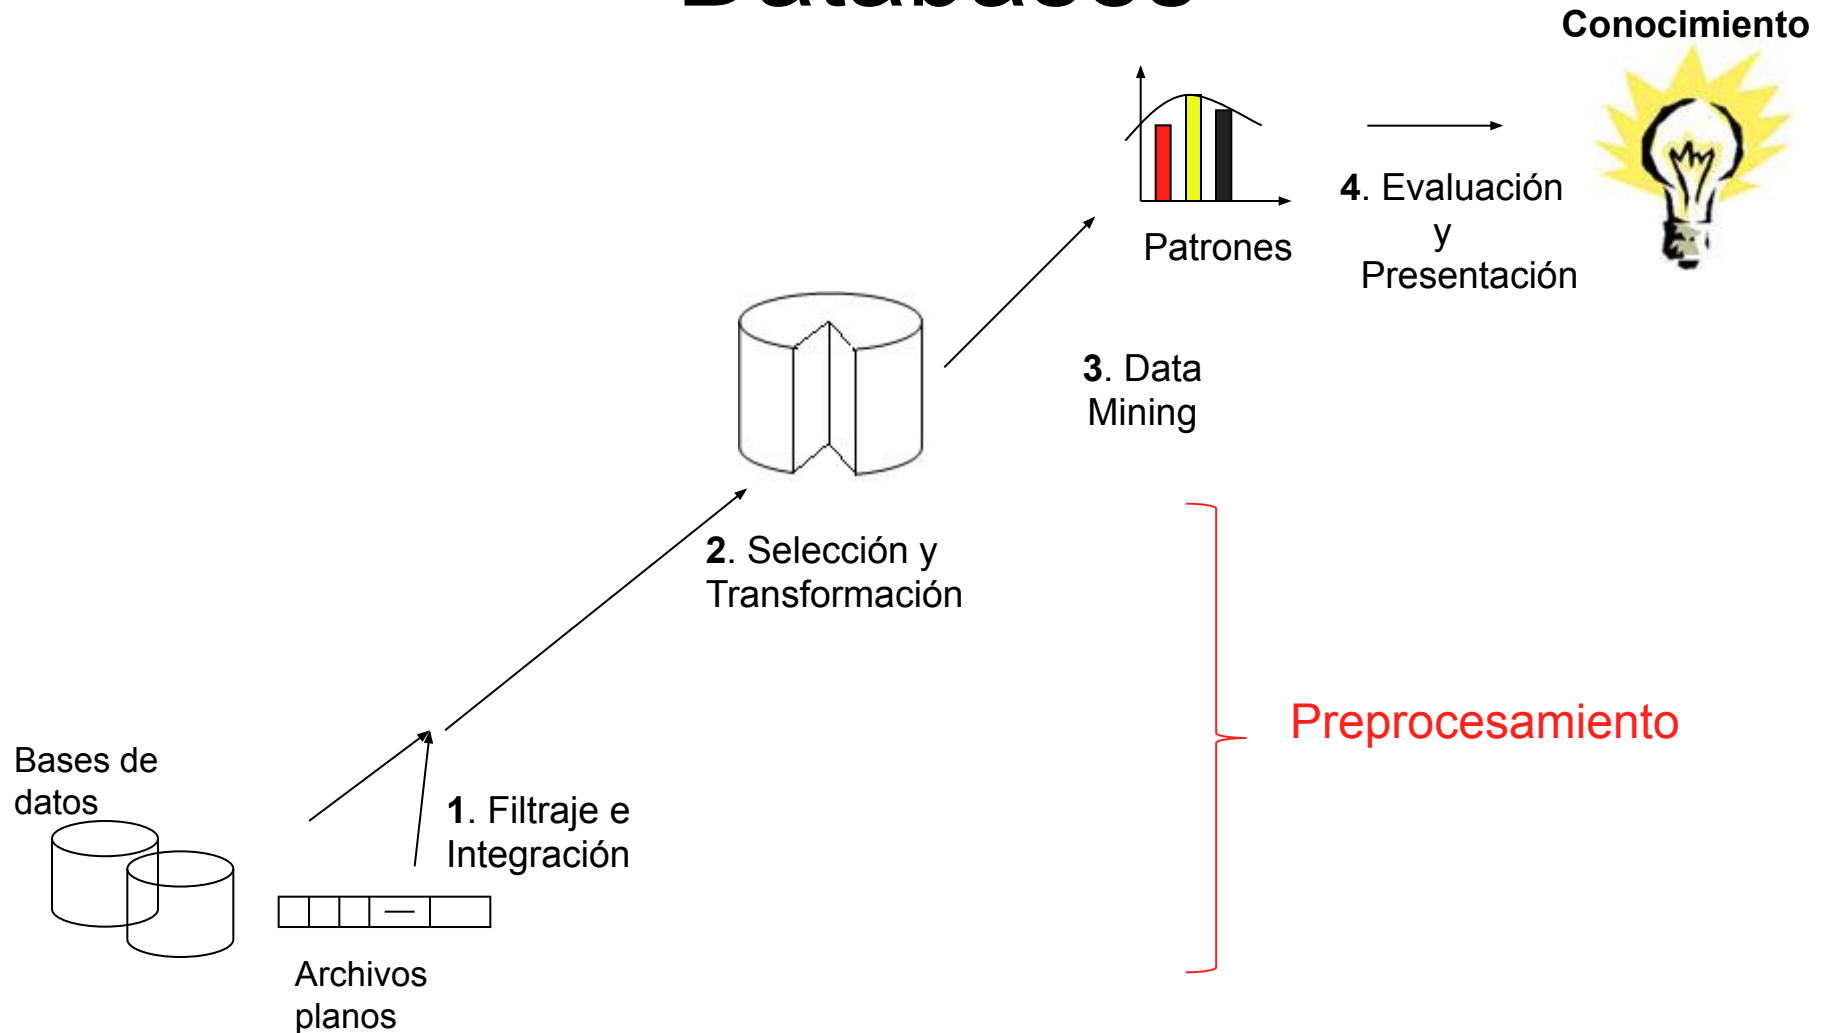 Databases
Conocimiento
4. Evaluación
y
Presentación
Patrones
3. Data
Mining
2. Selección y
Transformación
Preprocesamiento
Bases de
datos
1. Filtraje e
Integración
Archivos
planos